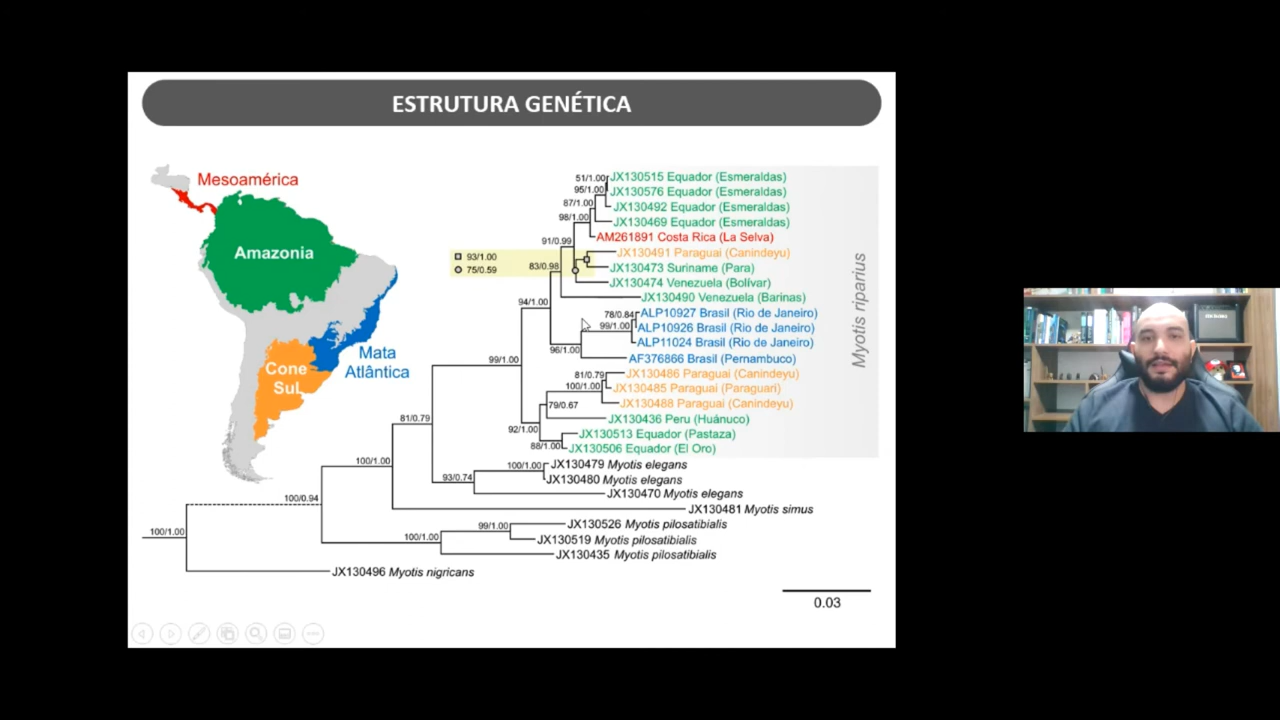 ESTRUTURA GENÉTICA
Mesoamérica
Amazonia
Mata
Atlântica
Cone
Sul
93/1.00
75/0.59
51/1.00
JX130515 Equador (Esmeraldas)
95/1.00
JX130576 Equador (Esmeraldas)
87/1.00
JX130492 Equador (Esmeraldas)
98/1.00
JX130469 Equador (Esmeraldas)
91/0.99
AM261891 Costa Rica (La Selva)
JX130491 Paraguai (Canindeyu)
83/0.98
JX130473 Suriname (Para)
JX130474 Venezuela (Bolívar)
94/1.00
JX130490 Venezuela (Barinas)
78/0.84
ALP10927 Brasil (Rio de Janeiro)
99/1.00
ALP10926 Brasil (Rio de Janeiro)
ALP11024 Brasil (Rio de Janeiro)
96/1.00
AF376866 Brasil (Pernambuco)
99/1.00
81/0.79
JX130486 Paraguai (Canindeyu)
100/1.00
JX130485 Paraguai (Paraguari)
79/0.67
JX130488 Paraguai (Canindeyu)
JX130436 Peru (Huánuco)
92/1.00
JX130513 Equador (Pastaza)
88/1.00
JX130506 Equador (El Oro)
Myotis riparius
81/0.79
100/1.00
JX130479 Myotis elegans
93/0.74
JX130480 Myotis elegans
JX130470 Myotis elegans
100/1.00
JX130481 Myotis simus
100/0.94
99/1.00
JX130526 Myotis pilosatibialis
100/1.00
JX130519 Myotis pilosatibialis
JX130435 Myotis pilosatibialis
100/1.00
JX130496 Myotis nigricans
0.03